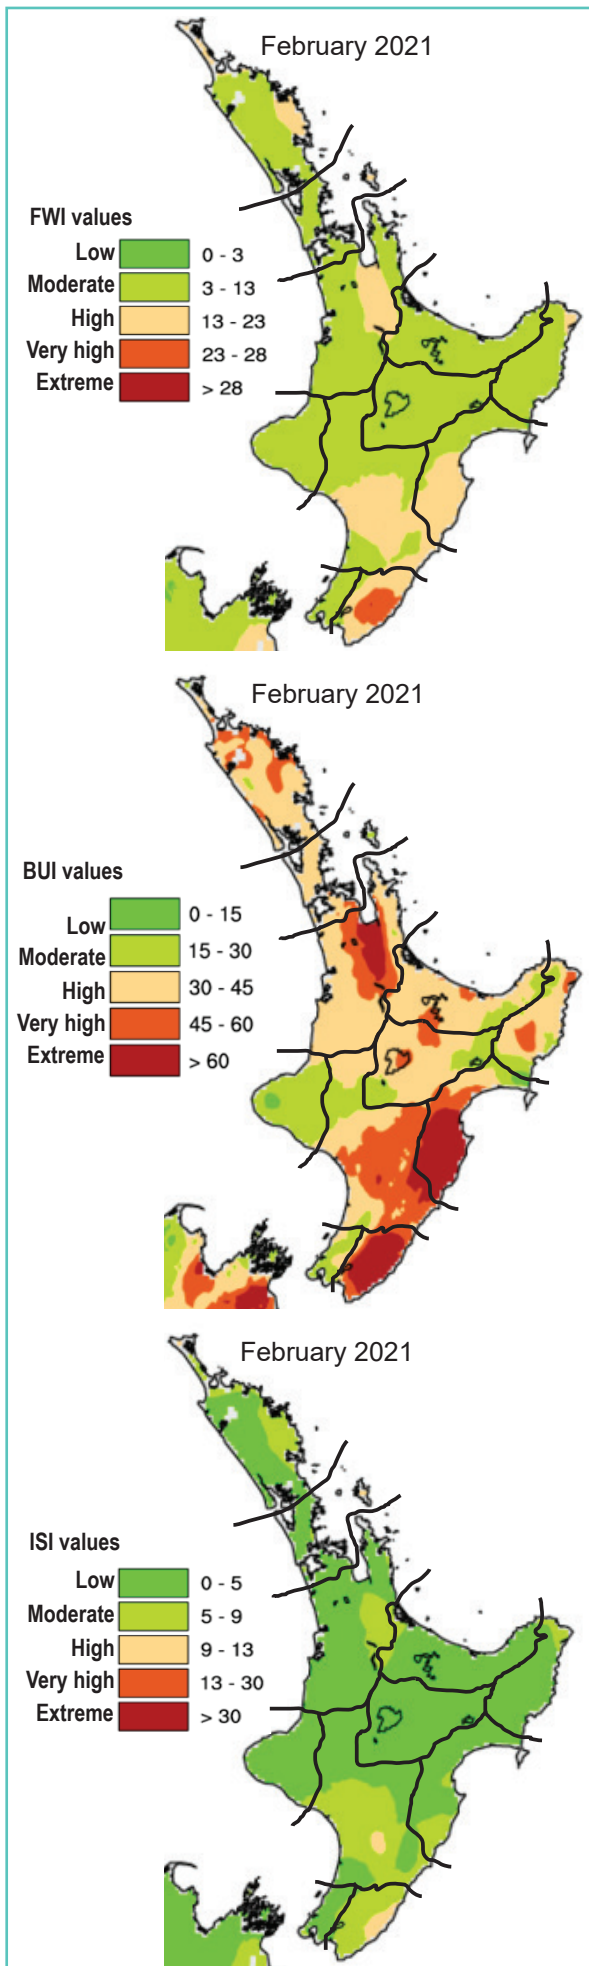 February 2021
FWI values
Low 0 - 3
Moderate 3 - 13
High 13 - 23
Very high 23 - 28
Extreme > 28
February 2021
BUI values
Low 0 - 15
Moderate 15 - 30
High 30 - 45
Very high 45 - 60
Extreme > 60
February 2021
ISI values
Low 0 - 5
Moderate 5 - 9
High 9 - 13
Very high 13 - 30
Extreme > 30